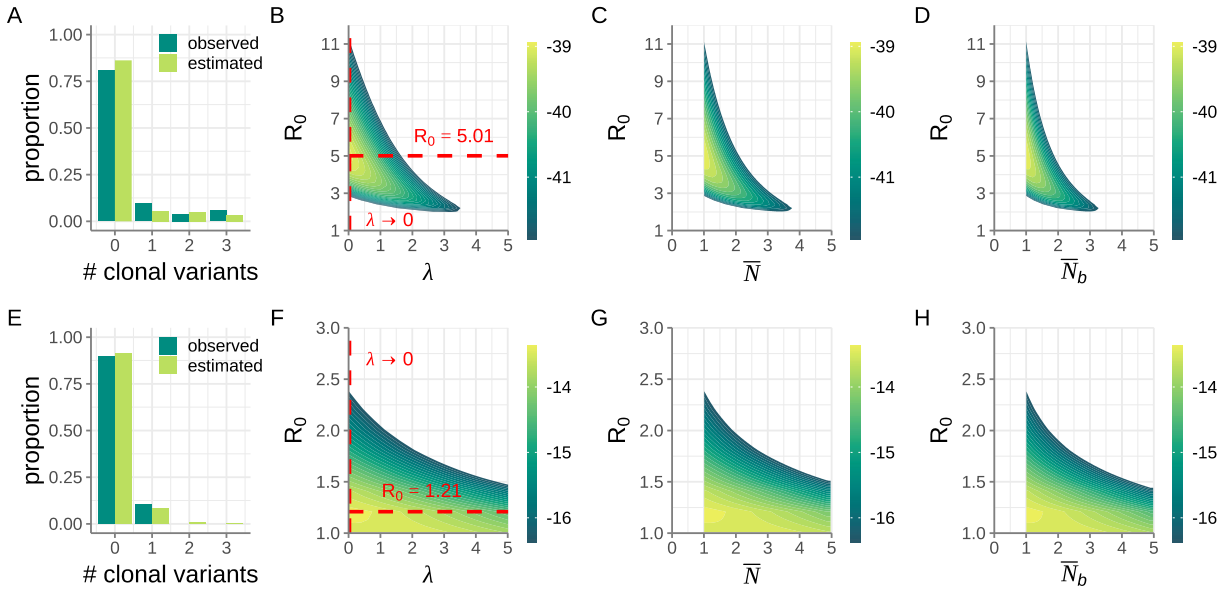 A
proportion
1.00
0.75
0.50
0.25
0.00
observed
estimated
0 1 2 3
# clonal variants
B
R0
11
9
7
5
3
1
R0 = 5.01
λ → 0
0 1 2 3 4 5
λ
-39
-40
-41
C
R0
11
9
7
5
3
1
0 1 2 3 4 5
N̅
-39
-40
-41
D
R0
11
9
7
5
3
1
0 1 2 3 4 5
N̅b
-39
-40
-41
E
proportion
1.00
0.75
0.50
0.25
0.00
observed
estimated
0 1 2 3
# clonal variants
F
R0
3.0
2.5
2.0
1.5
1.0
λ → 0
R0 = 1.21
0 1 2 3 4 5
λ
-14
-15
-16
G
R0
3.0
2.5
2.0
1.5
1.0
0 1 2 3 4 5
N̅
-14
-15
-16
H
R0
3.0
2.5
2.0
1.5
1.0
0 1 2 3 4 5
N̅b
-14
-15
-16